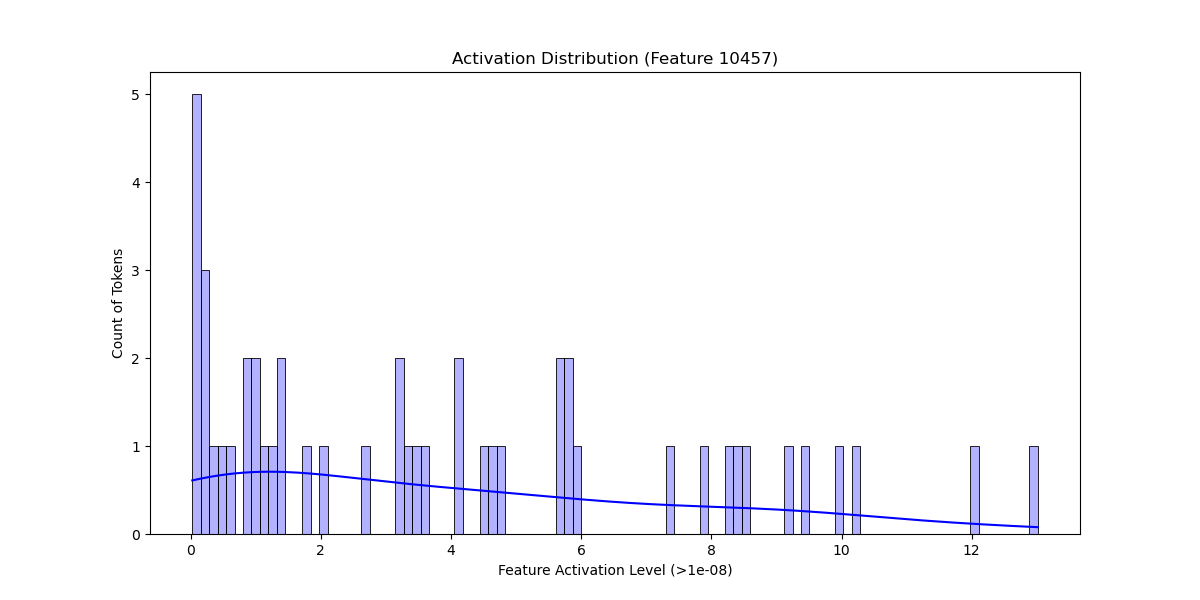 Activation Distribution (Feature 10457)
Count of Tokens
5
4
3
2
1
0
0 2 4 6 8 10 12
Feature Activation Level (>1e-08)